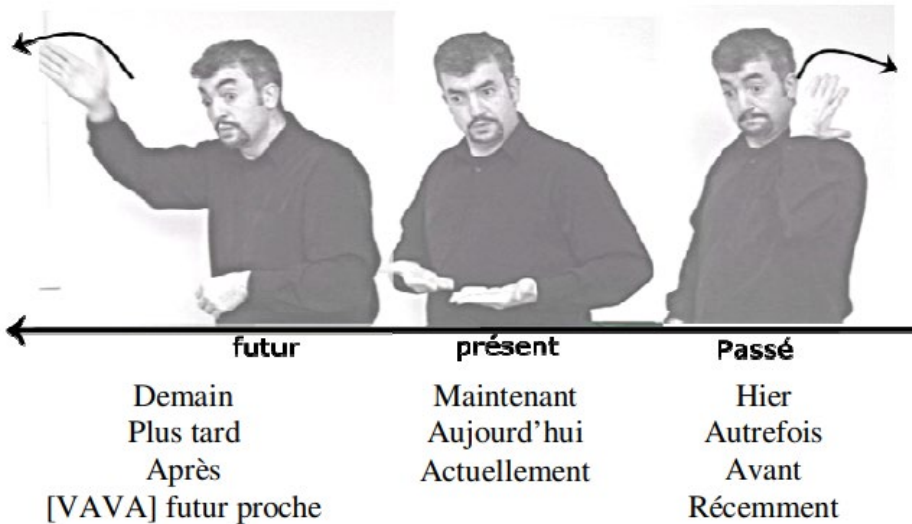 futur
présent
Passé
Demain
Plus tard
Après
[VAVA] futur proche
Maintenant
Aujourd’hui
Actuellement
Hier
Autrefois
Avant
Récemment